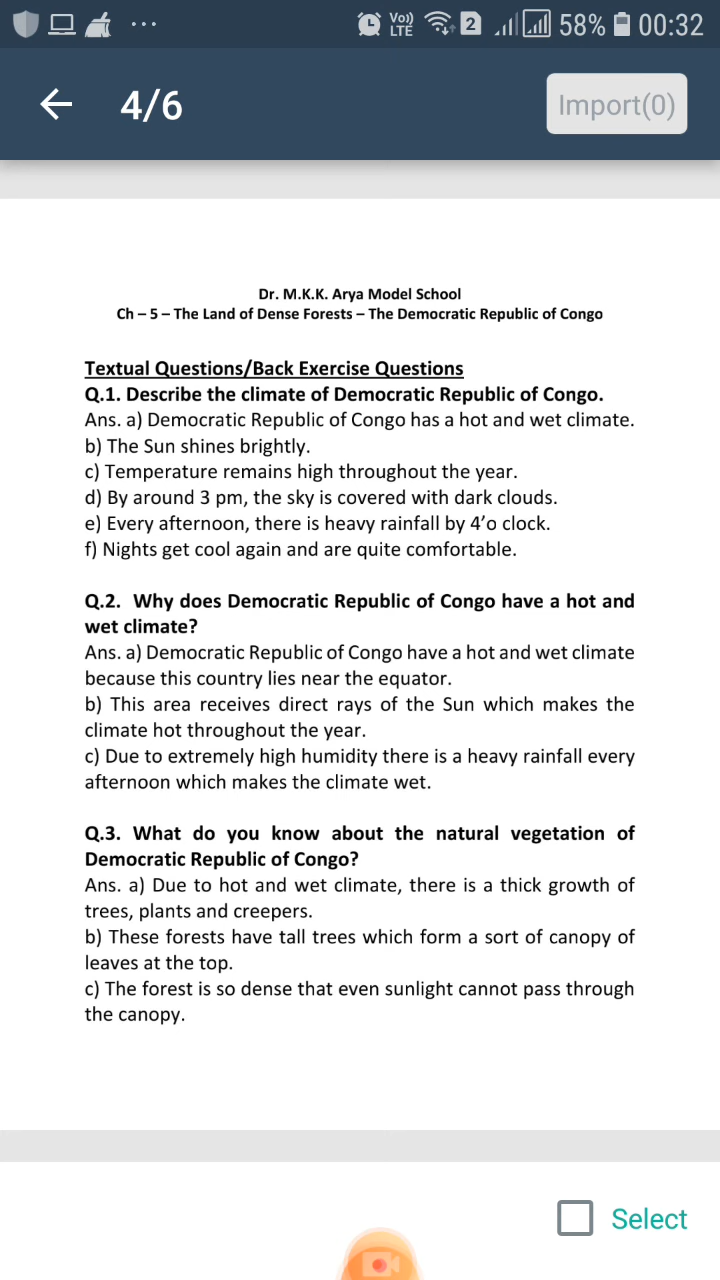 Vo)) LTE 2 58% 00:32
4/6 Import(0)
Dr. M.K.K. Arya Model School
Ch – 5 – The Land of Dense Forests – The Democratic Republic of Congo
Textual Questions/Back Exercise Questions
Q.1. Describe the climate of Democratic Republic of Congo.
Ans. a) Democratic Republic of Congo has a hot and wet climate.
b) The Sun shines brightly.
c) Temperature remains high throughout the year.
d) By around 3 pm, the sky is covered with dark clouds.
e) Every afternoon, there is heavy rainfall by 4’o clock.
f) Nights get cool again and are quite comfortable.
Q.2. Why does Democratic Republic of Congo have a hot and
wet climate?
Ans. a) Democratic Republic of Congo have a hot and wet climate
because this country lies near the equator.
b) This area receives direct rays of the Sun which makes the
climate hot throughout the year.
c) Due to extremely high humidity there is a heavy rainfall every
afternoon which makes the climate wet.
Q.3. What do you know about the natural vegetation of
Democratic Republic of Congo?
Ans. a) Due to hot and wet climate, there is a thick growth of
trees, plants and creepers.
b) These forests have tall trees which form a sort of canopy of
leaves at the top.
c) The forest is so dense that even sunlight cannot pass through
the canopy.
Select